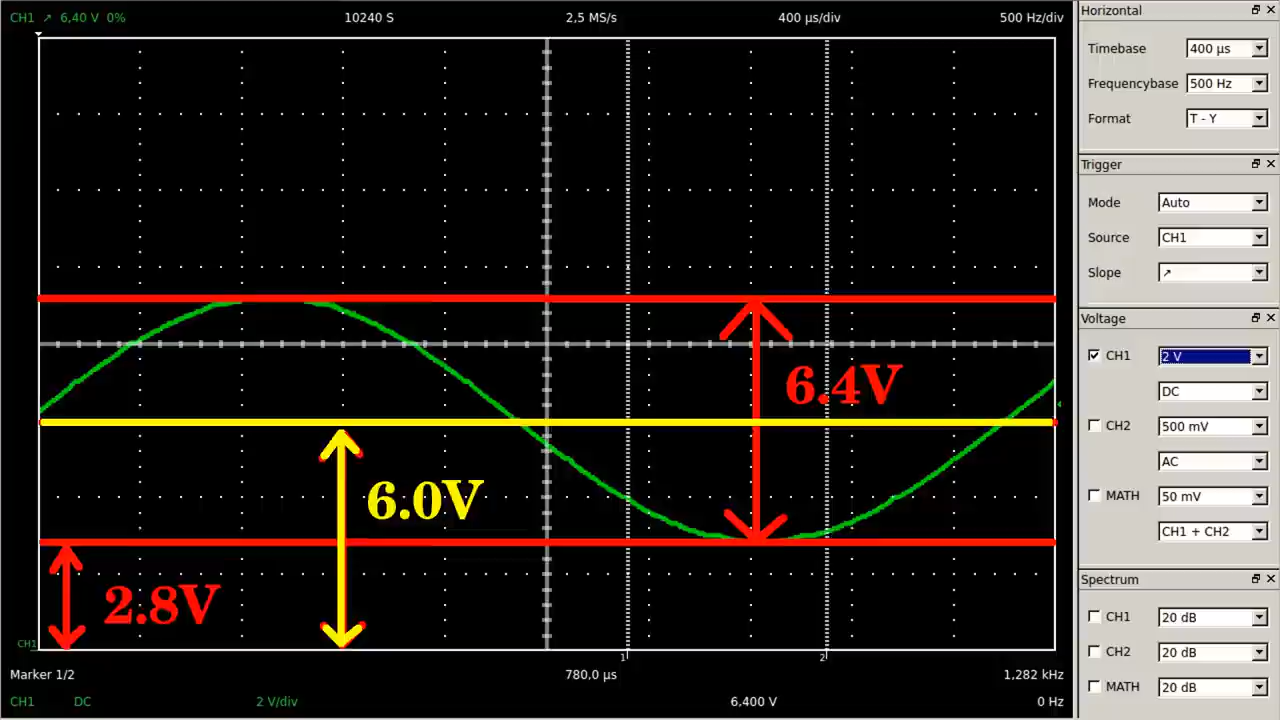 CH1 ↗ 6,40 V 0% 10240 S 2,5 MS/s 400 µs/div 500 Hz/div
Horizontal
Timebase 400 µs
Frequencybase 500 Hz
Format T - Y
Trigger
Mode Auto
Source CH1
Slope ↗
Voltage
CH1 2 V
DC
CH2 500 mV
AC
MATH 50 mV
CH1 + CH2
Spectrum
CH1 20 dB
CH2 20 dB
MATH 20 dB
6.4V
6.0V
2.8V
CH1
1 2
Marker 1/2 780,0 µs 1,282 kHz
CH1 DC 2 V/div 6,400 V 0 Hz